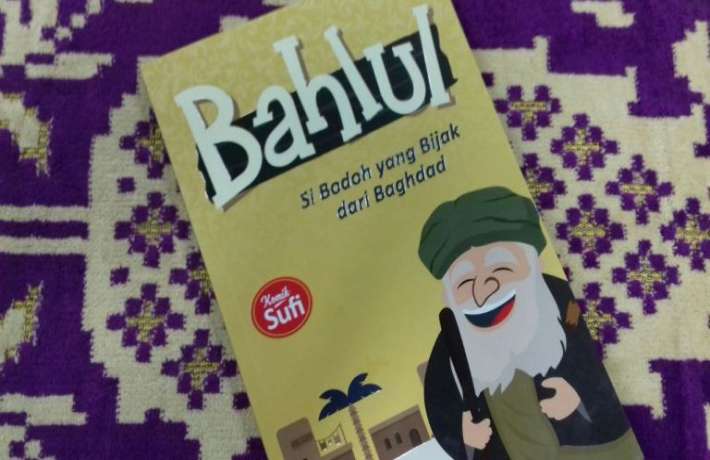 Bahlul
Si Bodoh yang Bijak
dari Baghdad
Komik
Sufi